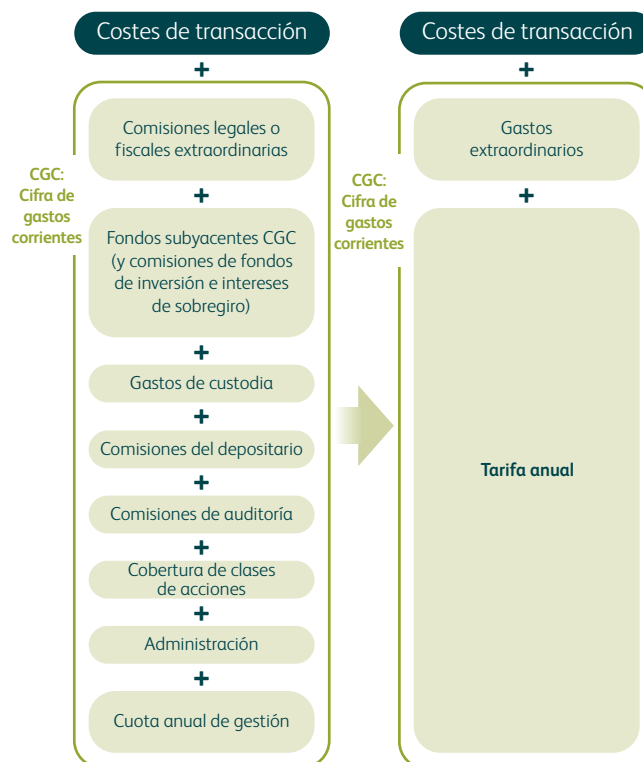 Costes de transacción
+
CGC:
Cifra de
gastos
corrientes
Comisiones legales o
fiscales extraordinarias
+
Fondos subyacentes CGC
(y comisiones de fondos
de inversión e intereses
de sobregiro)
+
Gastos de custodia
+
Comisiones del depositario
+
Comisiones de auditoría
+
Cobertura de clases
de acciones
+
Administración
+
Cuota anual de gestión
Costes de transacción
+
CGC:
Cifra de
gastos
corrientes
Gastos
extraordinarios
+
Tarifa anual